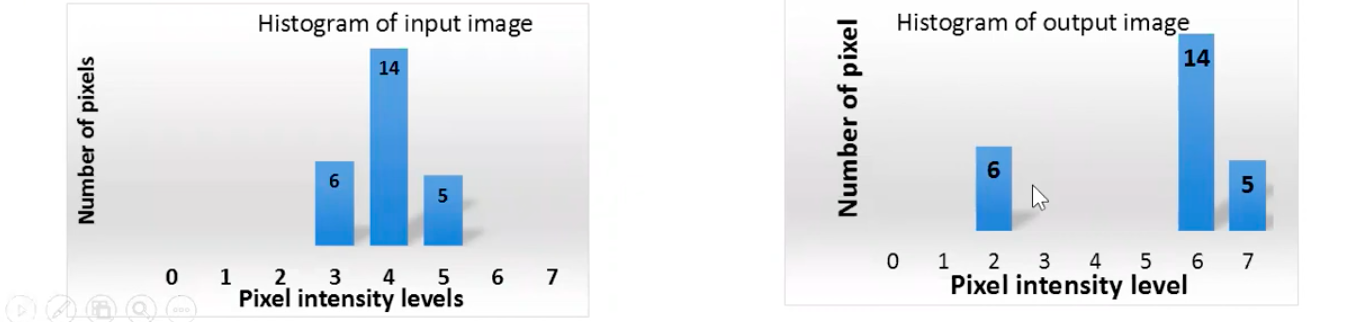 Histogram of input image
Number of pixels
14
6
5
0 1 2 3 4 5 6 7
Pixel intensity levels
Histogram of output image
Number of pixel
14
6
5
0 1 2 3 4 5 6 7
Pixel intensity level